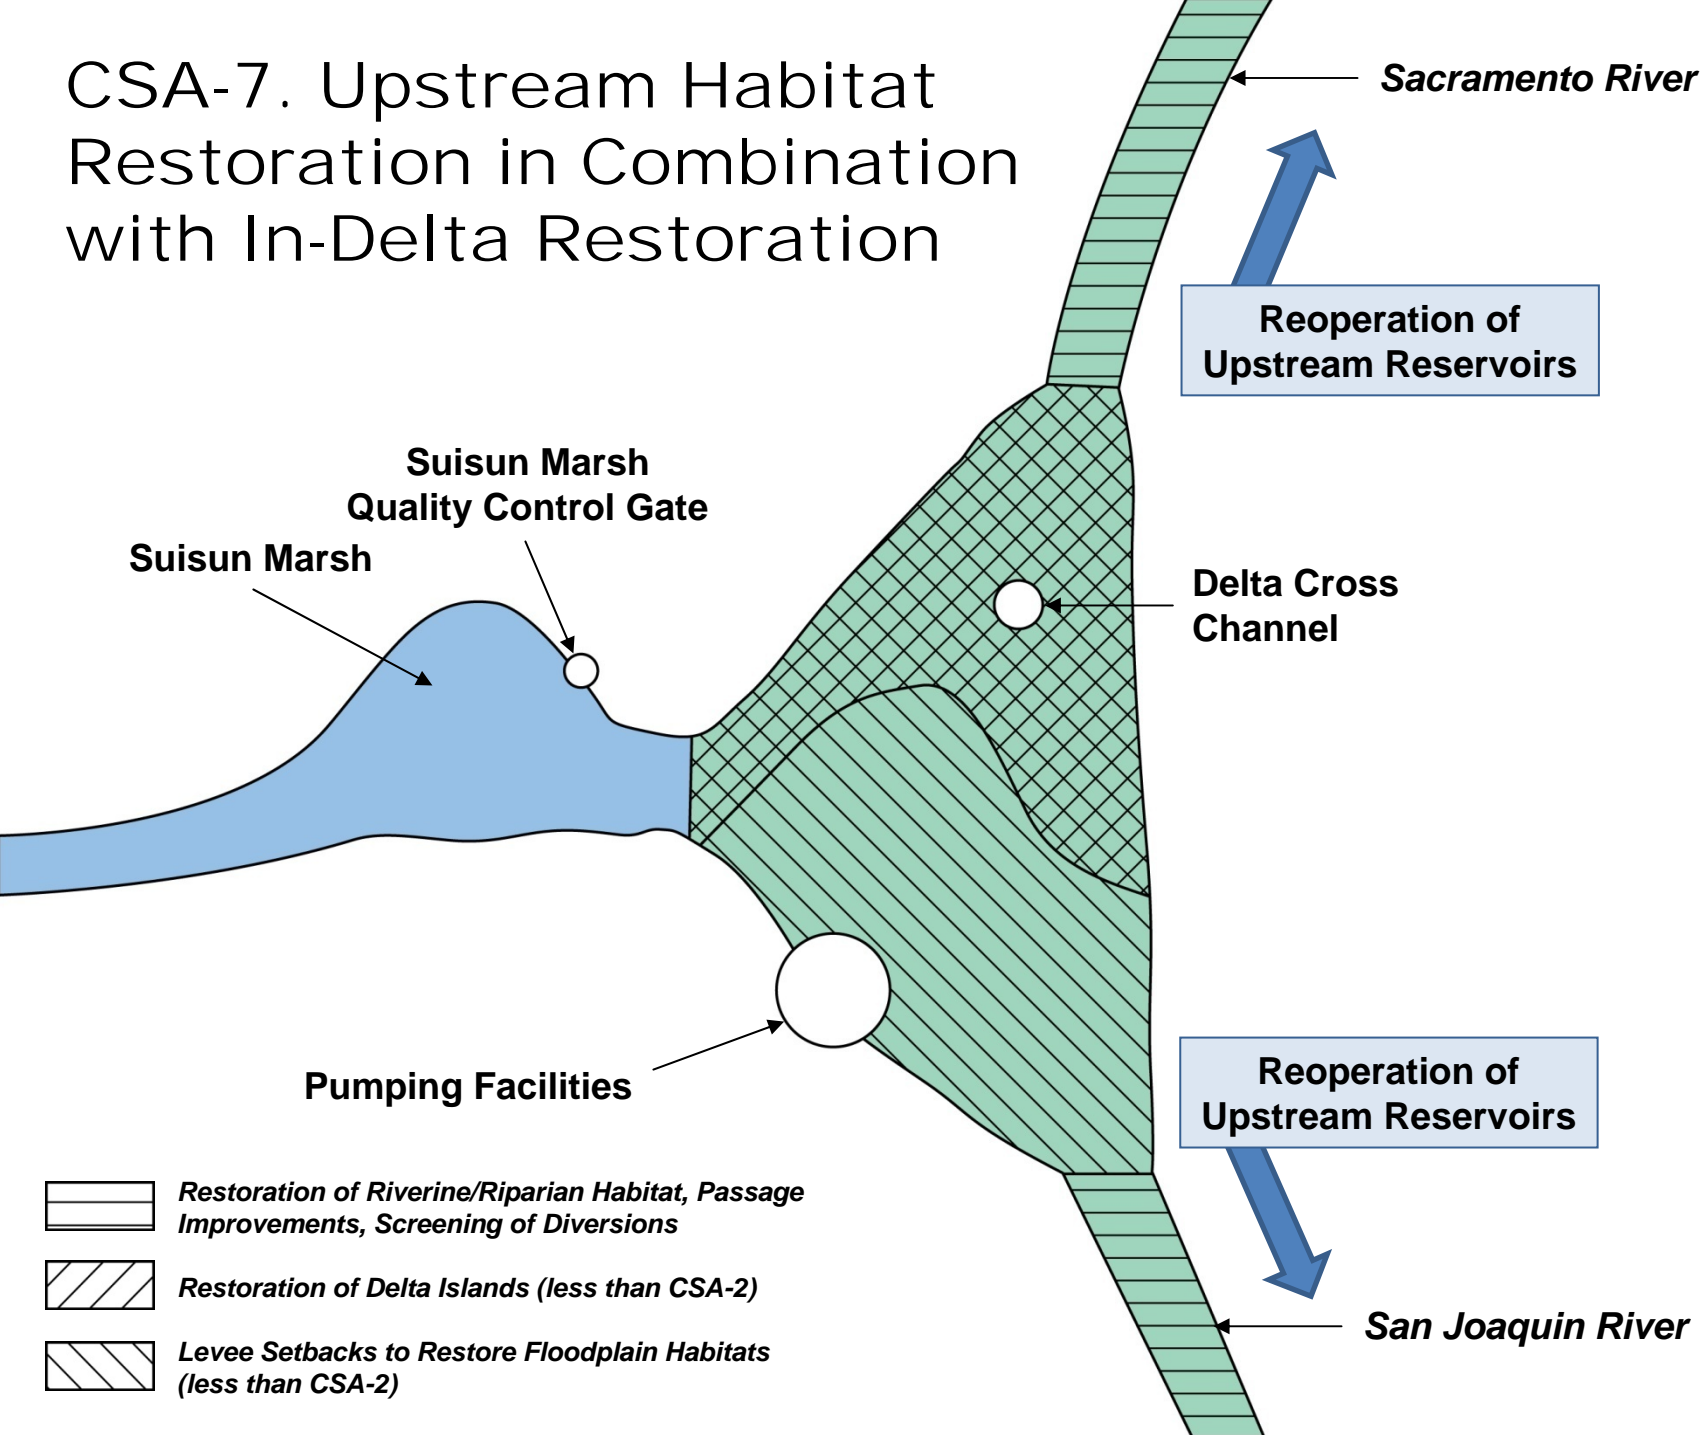 CSA-7. Upstream Habitat
Restoration in Combination
with In-Delta Restoration
Sacramento River
Reoperation of
Upstream Reservoirs
Suisun Marsh
Quality Control Gate
Suisun Marsh
Delta Cross
Channel
Pumping Facilities
Reoperation of
Upstream Reservoirs
San Joaquin River
Restoration of Riverine/Riparian Habitat, Passage
Improvements, Screening of Diversions
Restoration of Delta Islands (less than CSA-2)
Levee Setbacks to Restore Floodplain Habitats
(less than CSA-2)